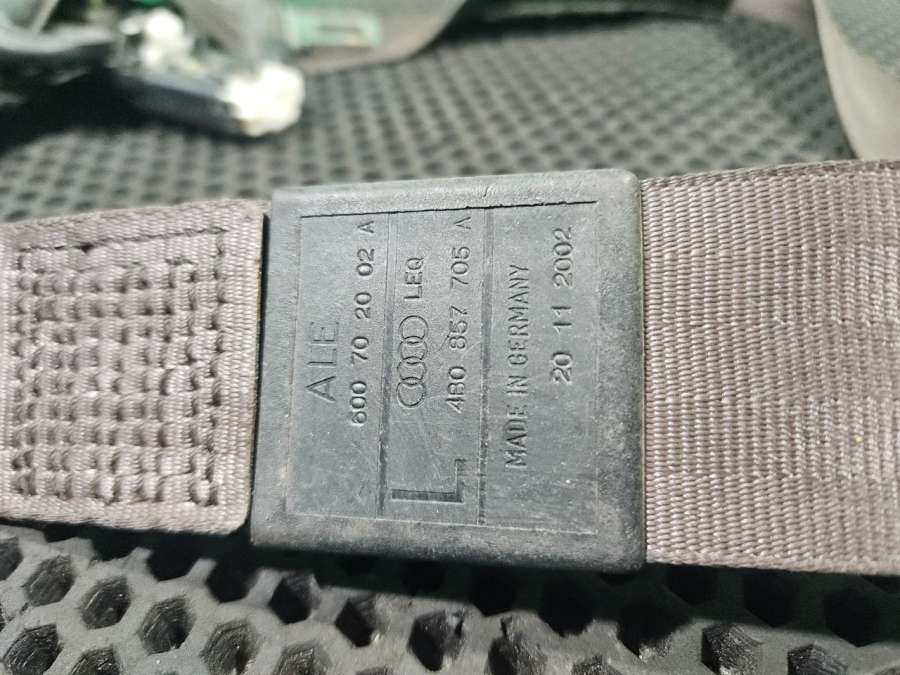 ALE
600 70 20 02 A
LEQ
L 4B0 857 705 A
MADE IN GERMANY
20 11 2002